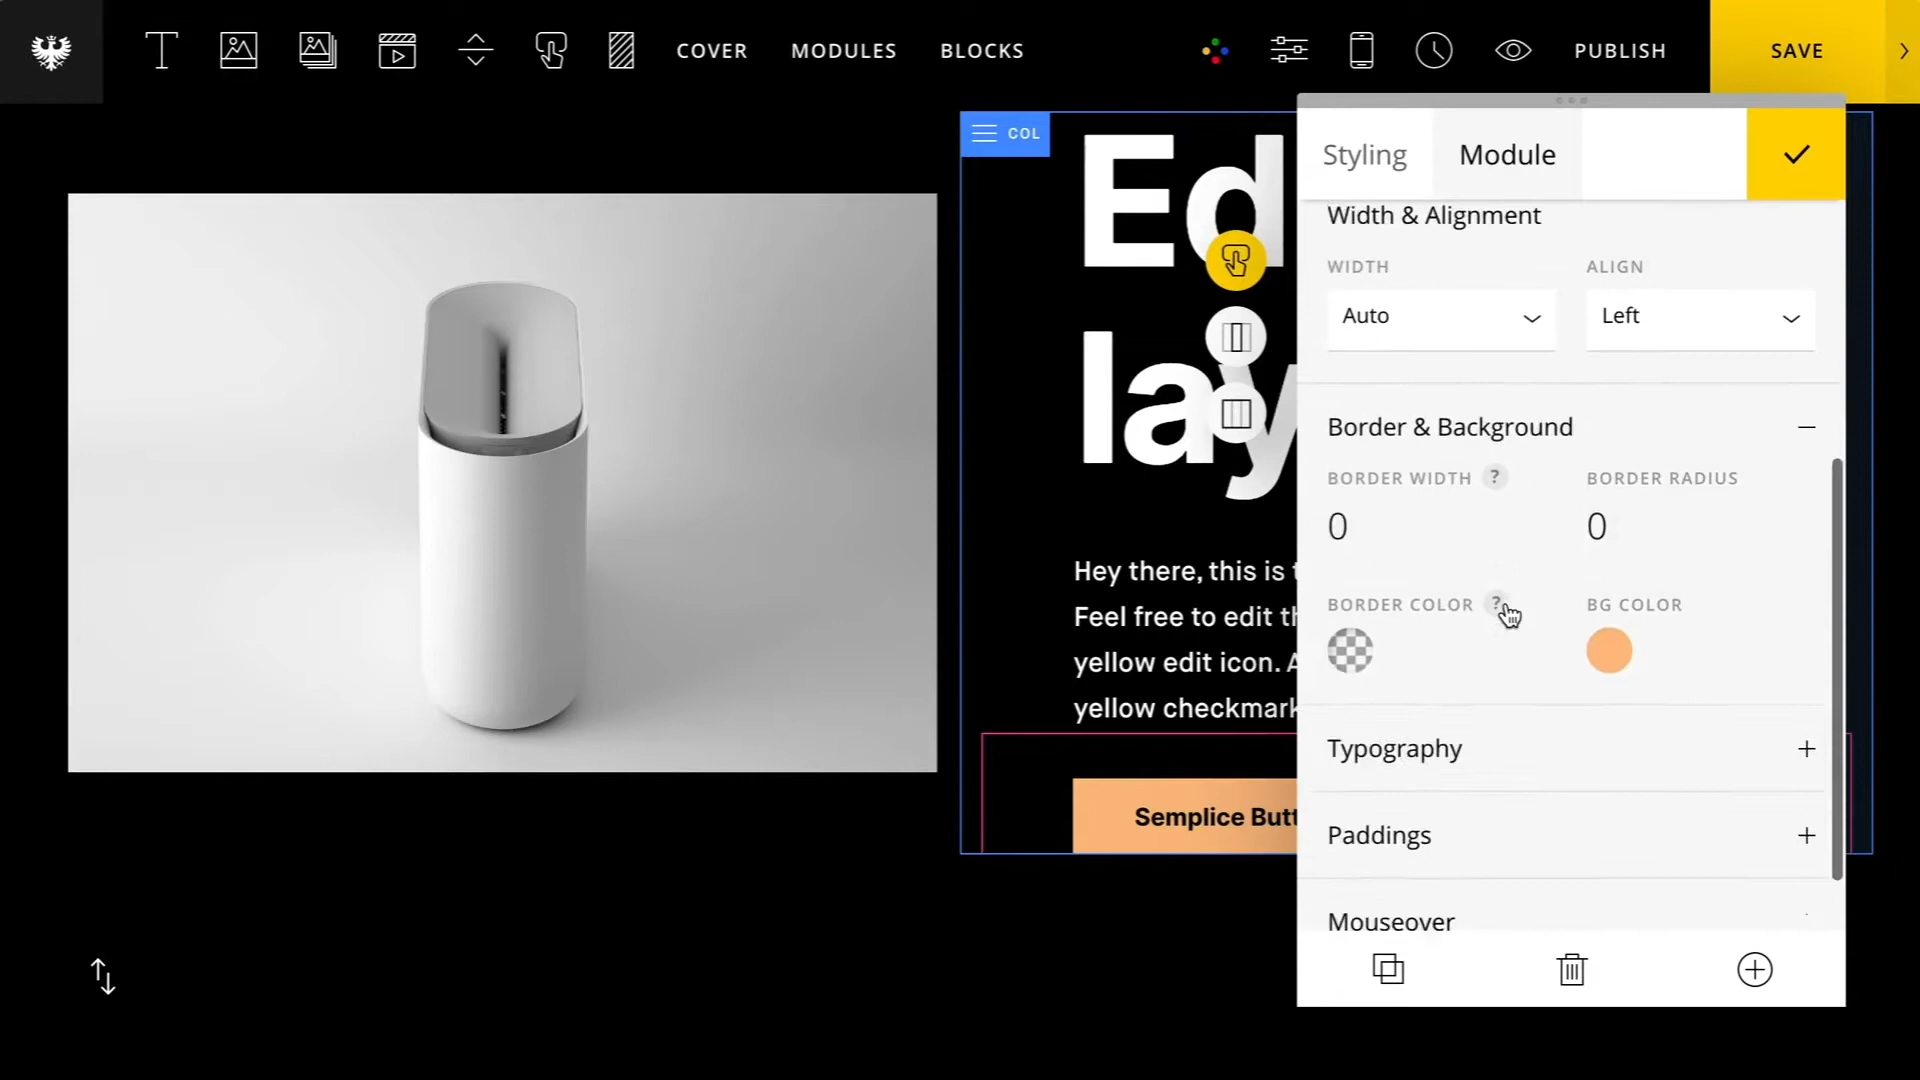 COVER MODULES BLOCKS PUBLISH SAVE
COL
Ed
lay
Hey there, this is
Feel free to edit
yellow edit icon.
yellow checkmark
Semplice
Styling Module
Width & Alignment
WIDTH ALIGN
Auto Left
Border & Background
BORDER WIDTH ? BORDER RADIUS
0 0
BORDER COLOR ? BG COLOR
Typography
Paddings
Mouseover